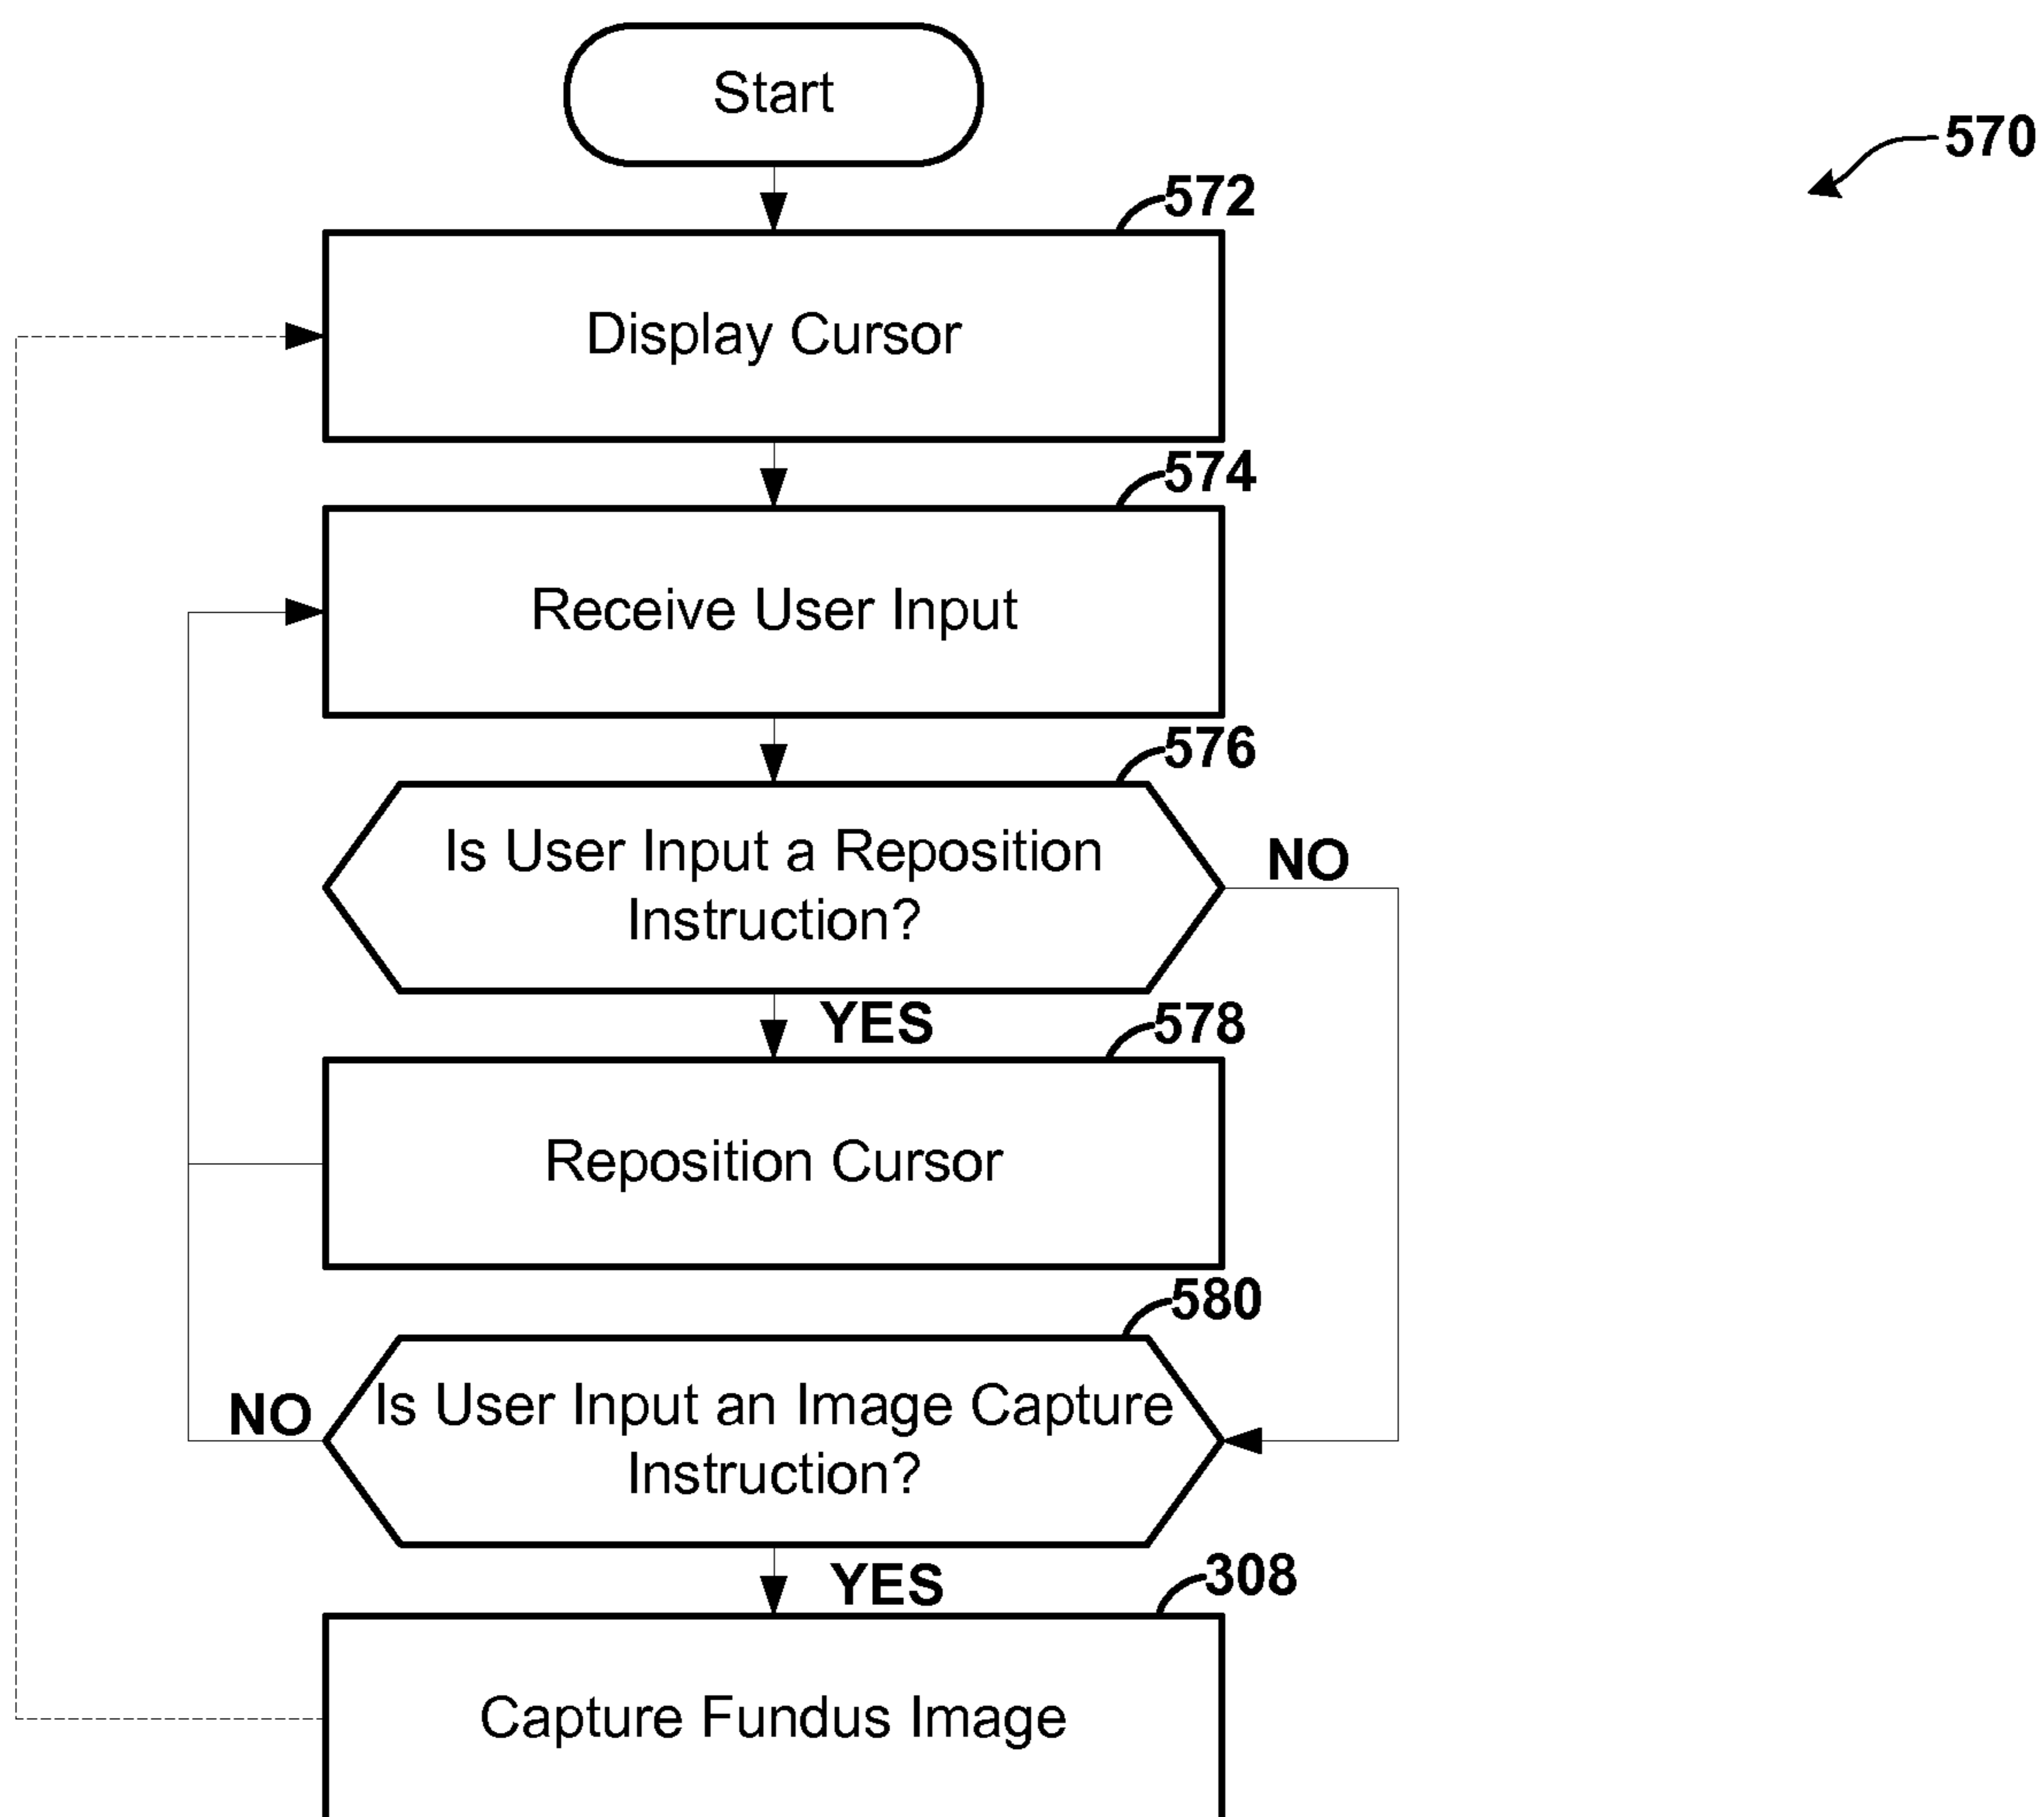 Start
570
572
Display Cursor
574
Receive User Input
576
Is User Input a Reposition
Instruction?
NO
YES
578
Reposition Cursor
580
NO
Is User Input an Image Capture
Instruction?
YES
308
Capture Fundus Image